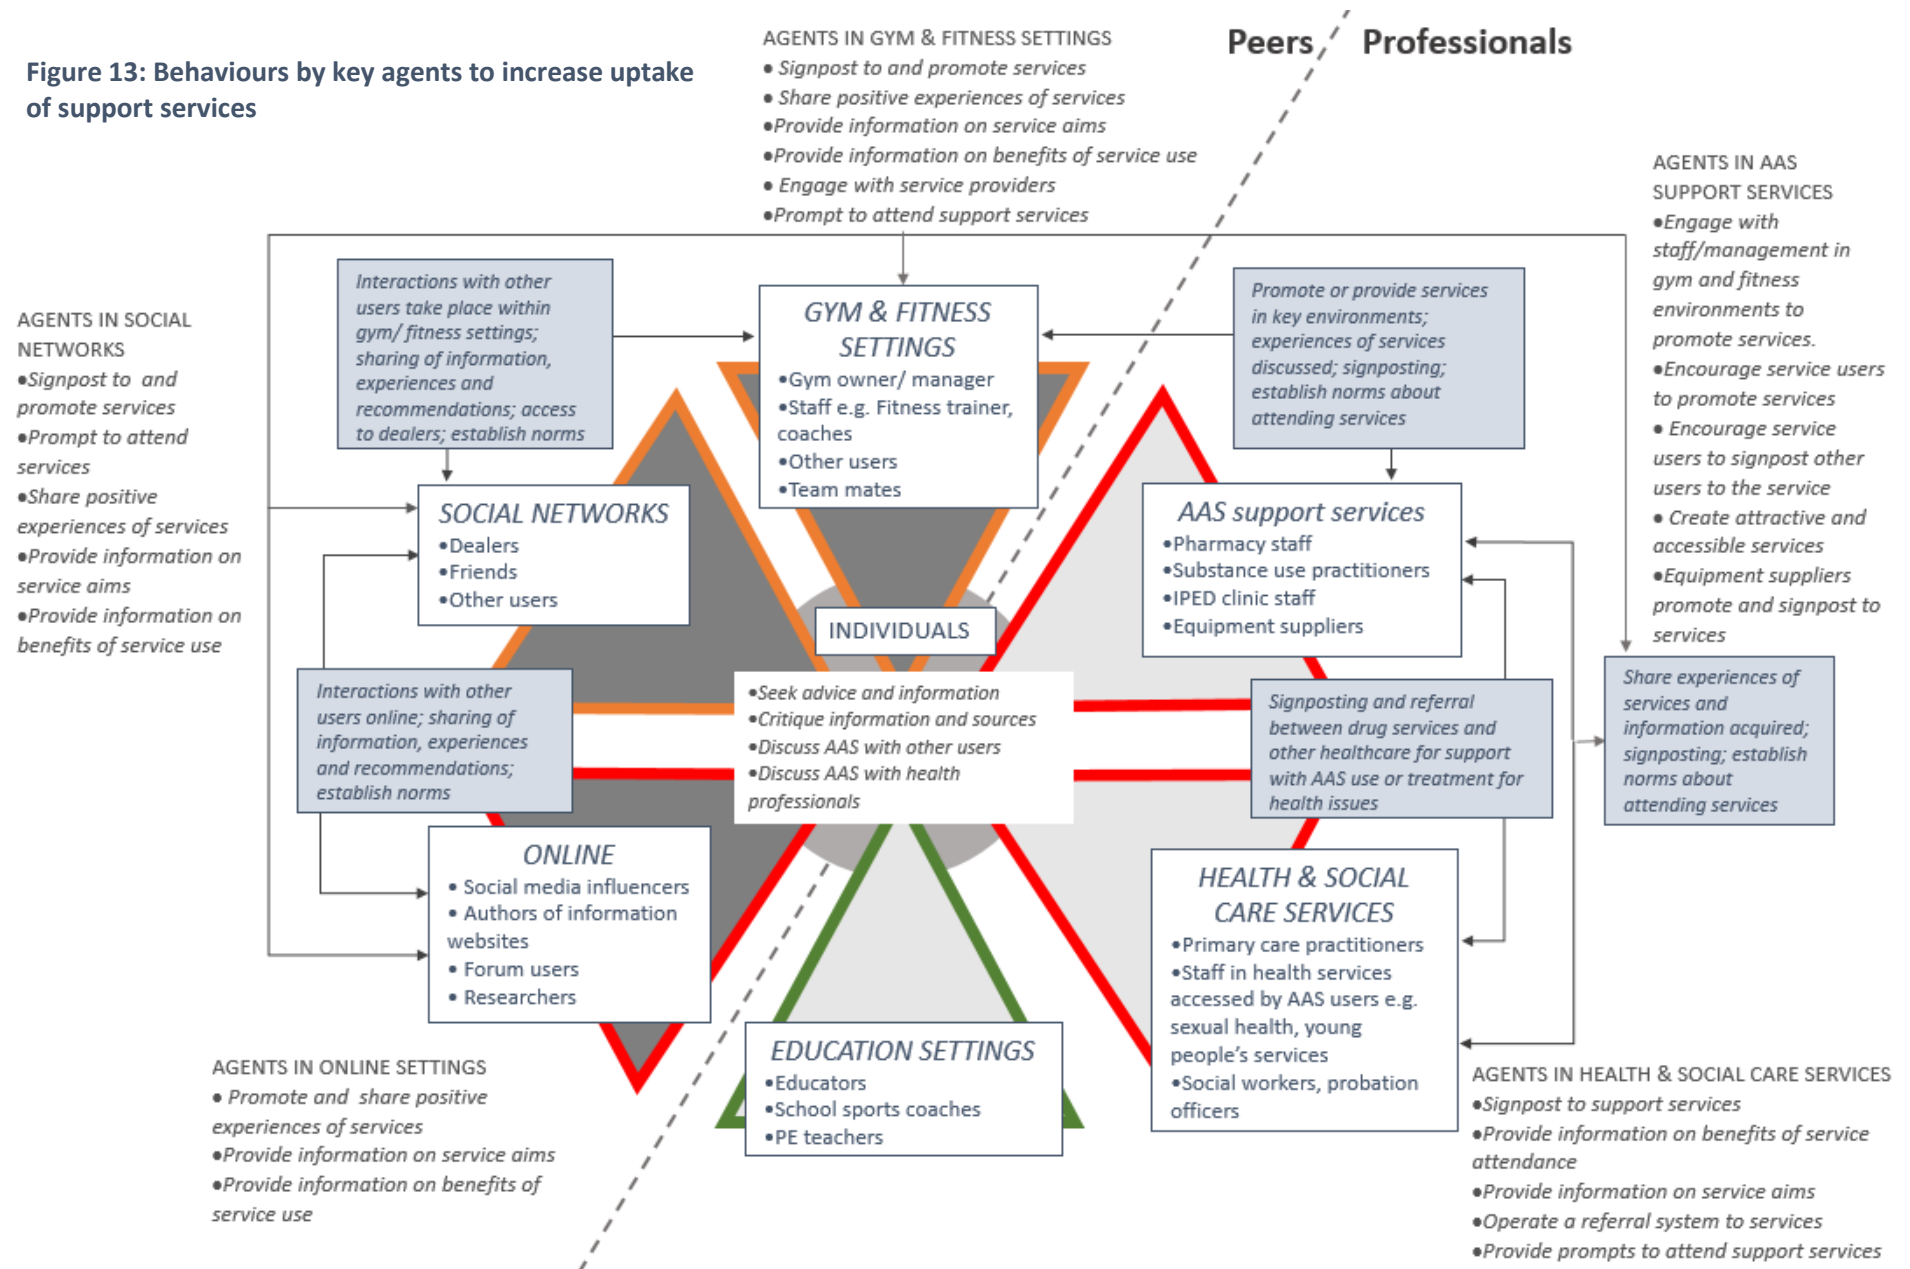 Figure 13: Behaviours by key agents to increase uptake
of support services
AGENTS IN GYM & FITNESS SETTINGS
• Signpost to and promote services
• Share positive experiences of services
•Provide information on service aims
•Provide information on benefits of service use
• Engage with service providers
•Prompt to attend support services
Peers
Professionals
AGENTS IN AAS
SUPPORT SERVICES
•Engage with
staff/management in
gym and fitness
environments to
promote services.
•Encourage service users
to promote services
• Encourage service
users to signpost other
users to the service
• Create attractive and
accessible services
•Equipment suppliers
promote and signpost to
services
AGENTS IN SOCIAL
NETWORKS
•Signpost to and
promote services
•Prompt to attend
services
•Share positive
experiences of services
•Provide information on
service aims
•Provide information on
benefits of service use
Interactions with other
users take place within
gym/ fitness settings;
sharing of information,
experiences and
recommendations; access
to dealers; establish norms
GYM & FITNESS
SETTINGS
•Gym owner/ manager
•Staff e.g. Fitness trainer,
coaches
•Other users
•Team mates
Promote or provide services
in key environments;
experiences of services
discussed; signposting;
establish norms about
attending services
SOCIAL NETWORKS
•Dealers
•Friends
•Other users
AAS support services
•Pharmacy staff
•Substance use practitioners
•IPED clinic staff
•Equipment suppliers
INDIVIDUALS
•Seek advice and information
•Critique information and sources
•Discuss AAS with other users
•Discuss AAS with health
professionals
Interactions with other
users online; sharing of
information, experiences
and recommendations;
establish norms
Signposting and referral
between drug services and
other healthcare for support
with AAS use or treatment for
health issues
Share experiences of
services and
information acquired;
signposting; establish
norms about
attending services
ONLINE
• Social media influencers
• Authors of information
websites
• Forum users
• Researchers
EDUCATION SETTINGS
•Educators
•School sports coaches
•PE teachers
HEALTH & SOCIAL
CARE SERVICES
•Primary care practitioners
•Staff in health services
accessed by AAS users e.g.
sexual health, young
people's services
•Social workers, probation
officers
AGENTS IN ONLINE SETTINGS
• Promote and share positive
experiences of services
•Provide information on service aims
•Provide information on benefits of
service use
AGENTS IN HEALTH & SOCIAL CARE SERVICES
•Signpost to support services
•Provide information on benefits of service
attendance
•Provide information on service aims
•Operate a referral system to services
•Provide prompts to attend support services